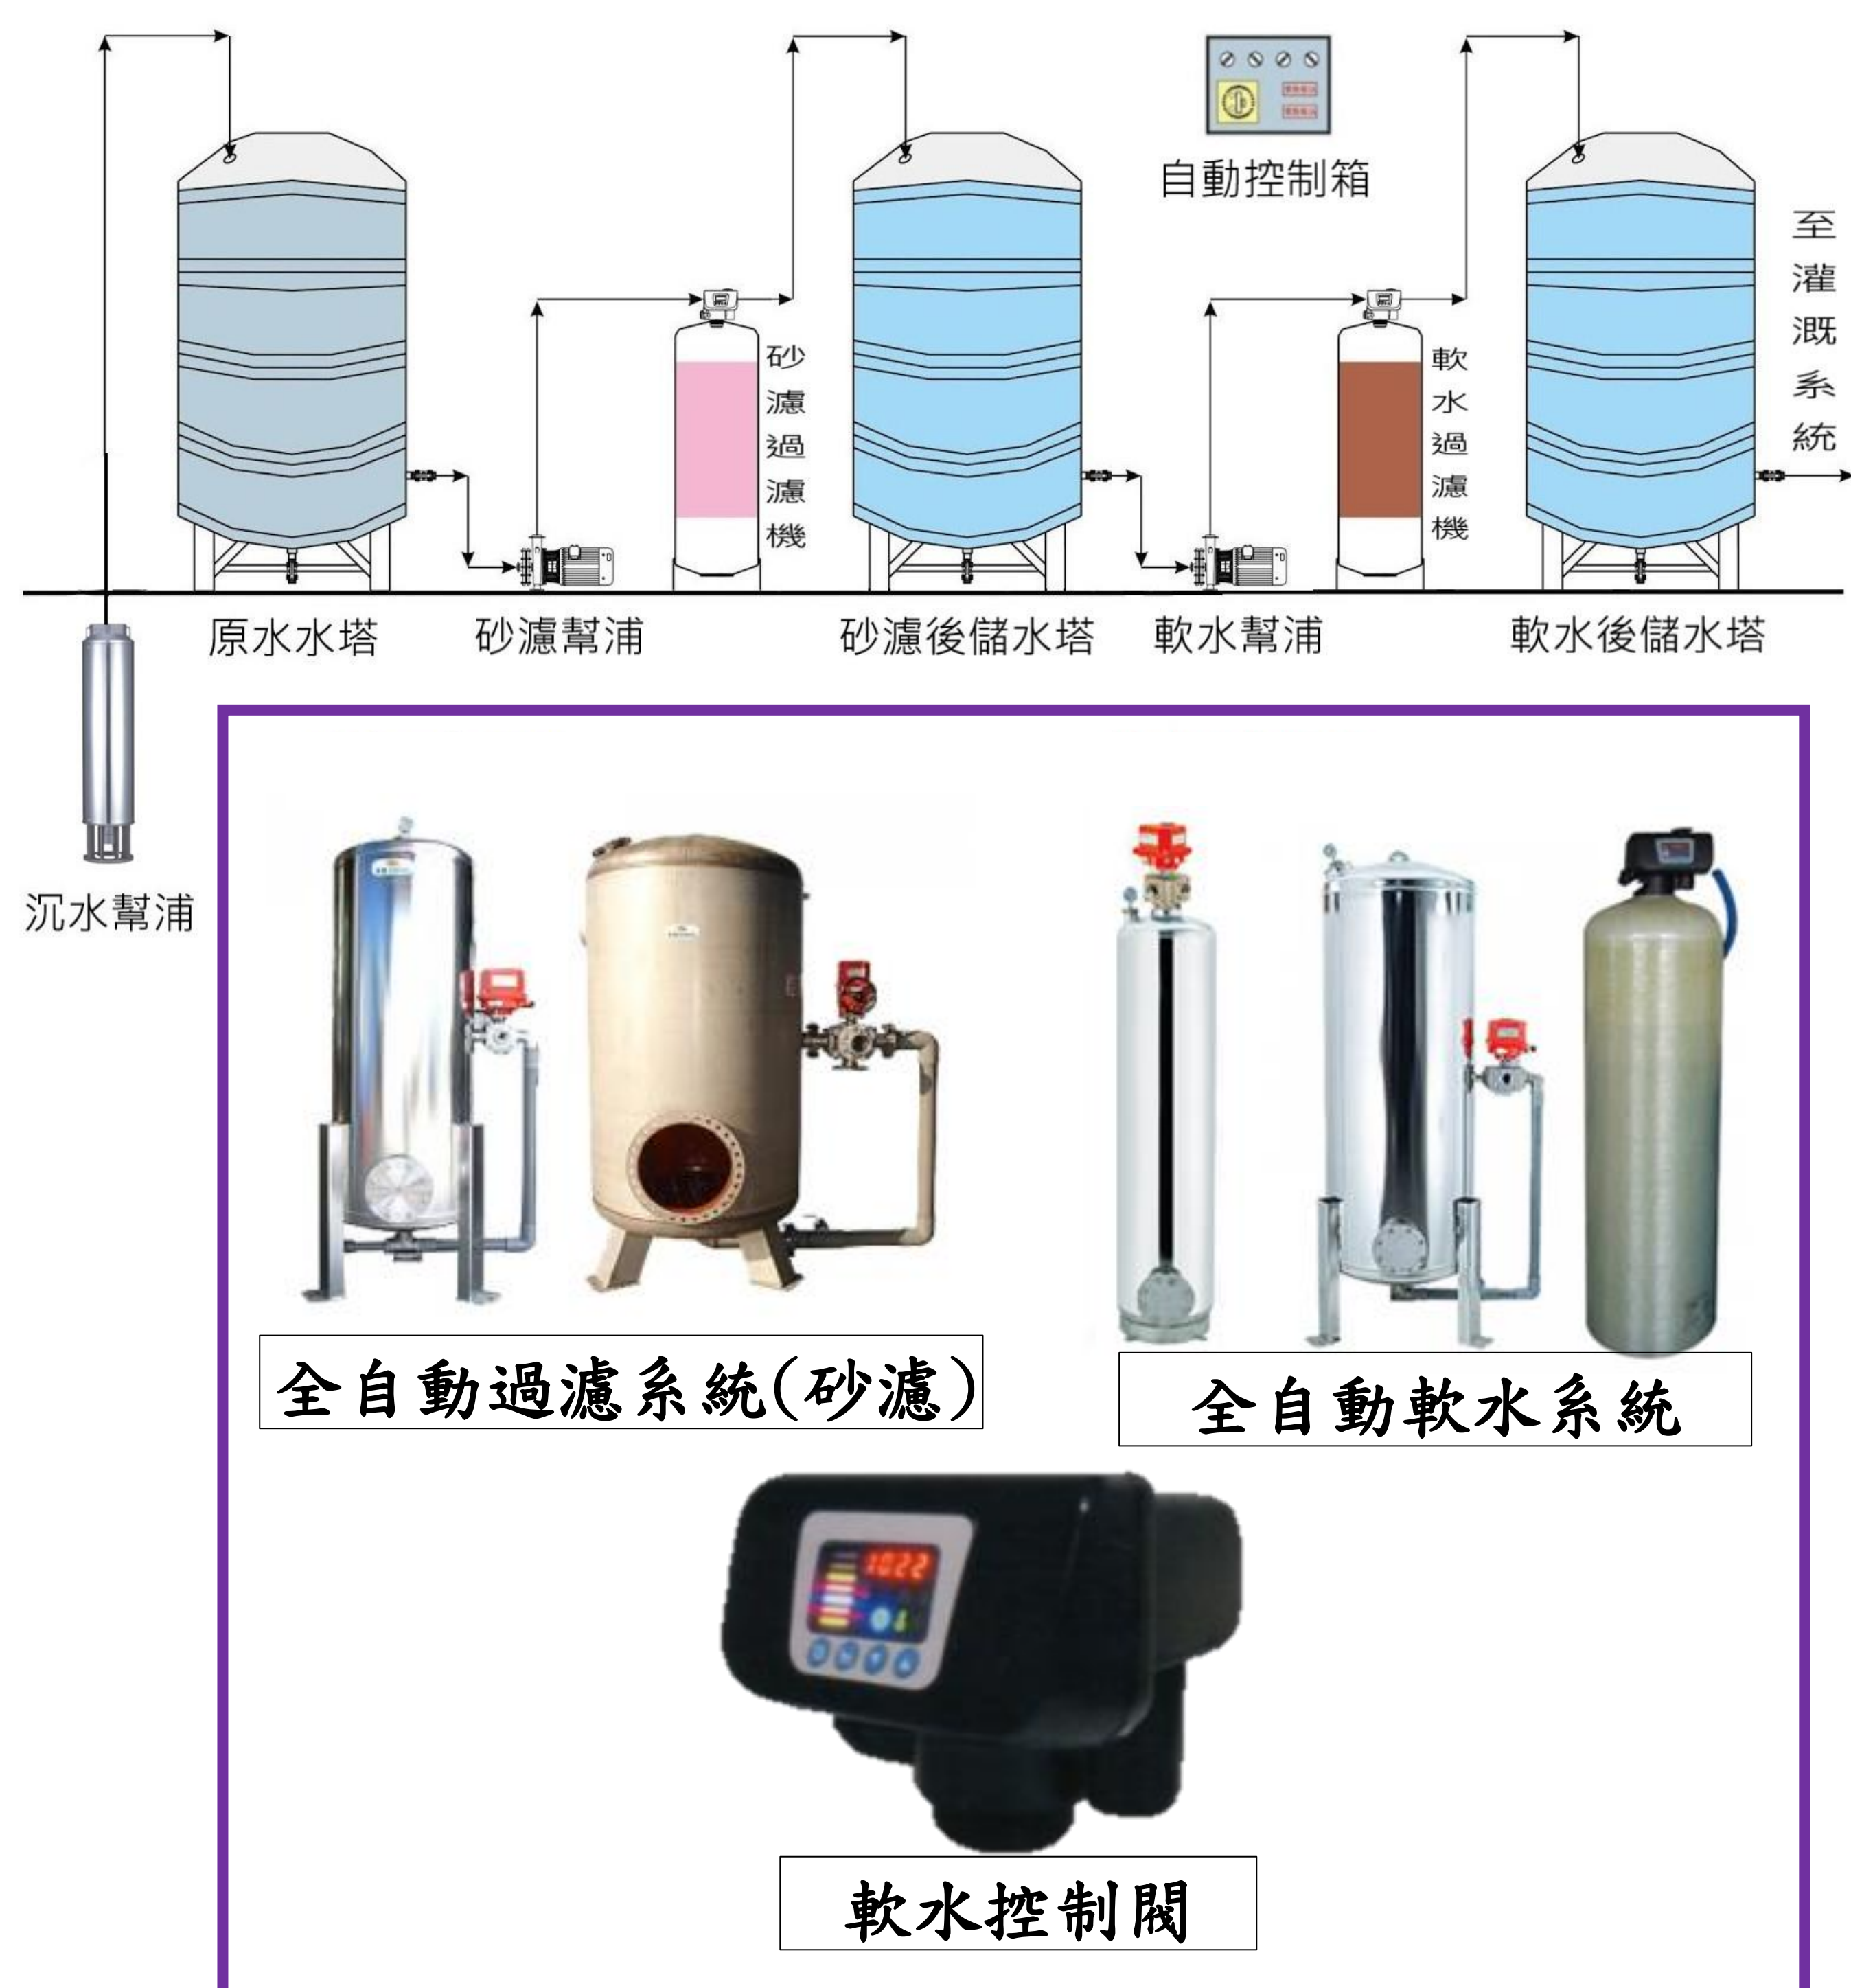 自動控制箱
至灌溉系統
砂濾過濾機
軟水過濾機
原水水塔
砂濾幫浦
砂濾後儲水塔
軟水幫浦
軟水後儲水塔
沉水幫浦
全自動過濾系統(砂濾)
全自動軟水系統
1022
軟水控制閥